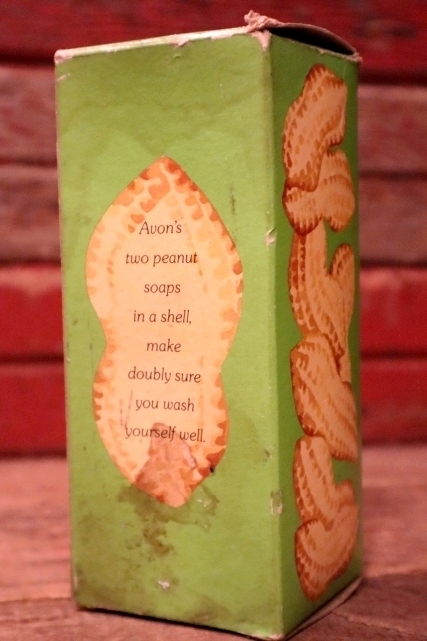 Avon's
two peanut
soaps
in a shell,
make
doubly sure
you wash
yourself well.